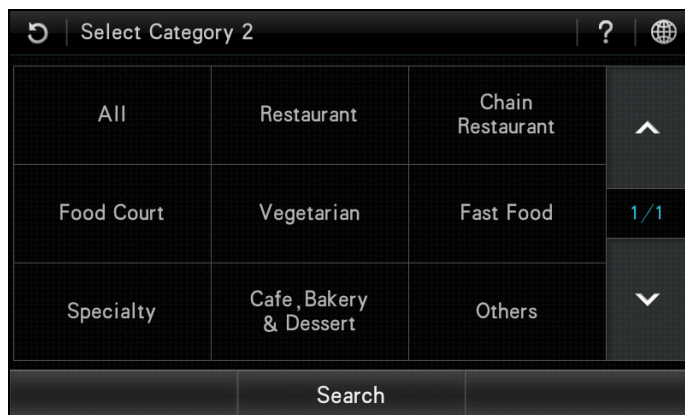 Select Category 2
?
All
Restaurant
Chain
Restaurant
Food Court
Vegetarian
Fast Food
1/1
Specialty
Cafe, Bakery
& Dessert
Others
Search